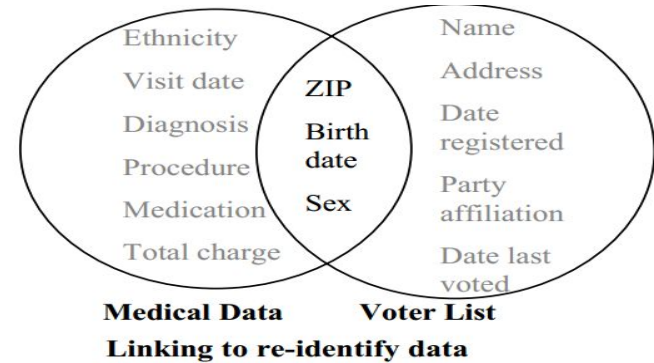 Ethnicity
Visit date
Diagnosis
Procedure
Medication
Total charge
ZIP
Birth
date
Sex
Name
Address
Date
registered
Party
affiliation
Date last
voted
Medical Data
Voter List
Linking to re-identify data